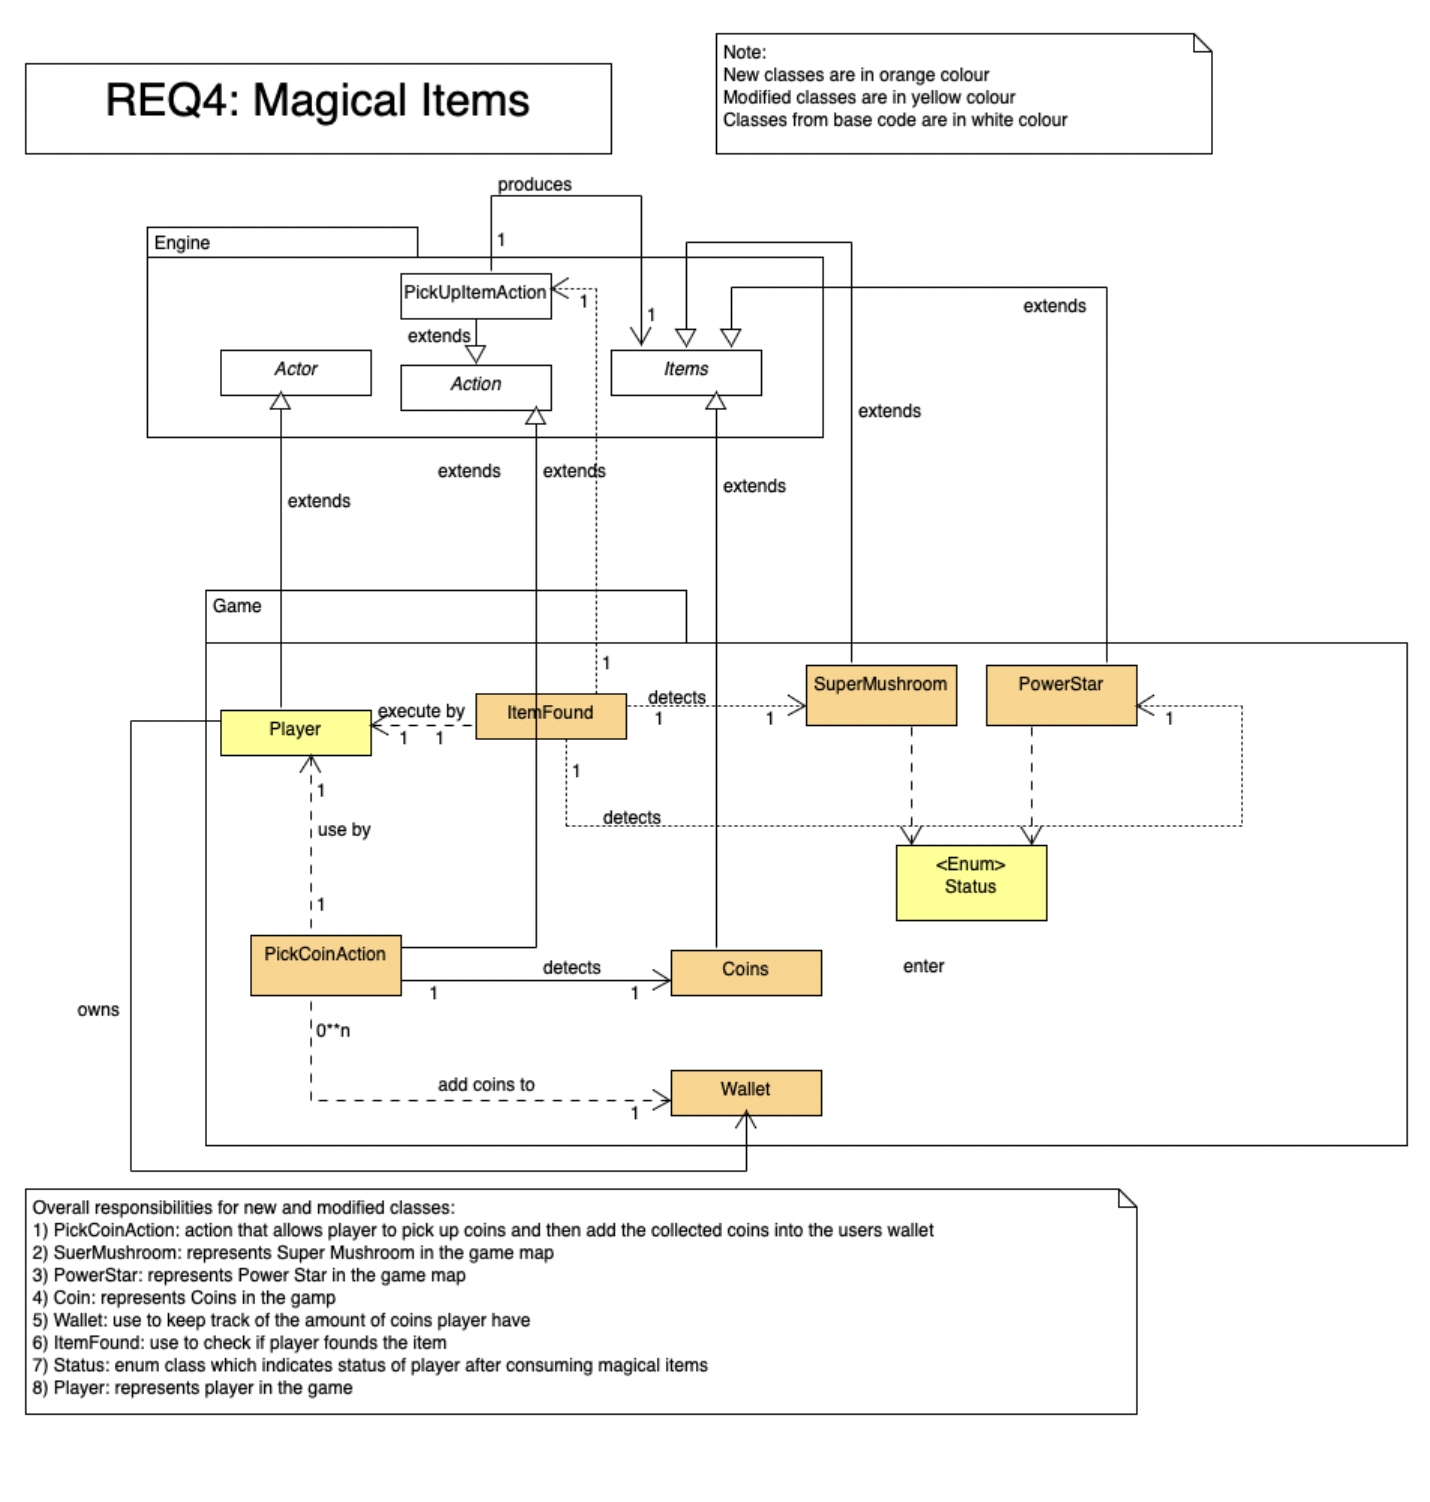 REQ4: Magical Items
Note:
New classes are in orange colour
Modified classes are in yellow colour
Classes from base code are in white colour
produces
1
Engine
PickUpItemAction
1
1
extends
extends
Actor
Action
Items
extends
extends
extends
extends
extends
Game
1
SuperMushroom
PowerStar
detects
1
1
1
execute by
1
1
ItemFound
Player
1
1
use by
detects
<Enum>
Status
1
PickCoinAction
detects
1
1
Coins
enter
owns
0**n
add coins to
1
Wallet
Overall responsibilities for new and modified classes:
1) PickCoinAction: action that allows player to pick up coins and then add the collected coins into the users wallet
2) SuerMushroom: represents Super Mushroom in the game map
3) PowerStar: represents Power Star in the game map
4) Coin: represents Coins in the gamp
5) Wallet: use to keep track of the amount of coins player have
6) ItemFound: use to check if player founds the item
7) Status: enum class which indicates status of player after consuming magical items
8) Player: represents player in the game